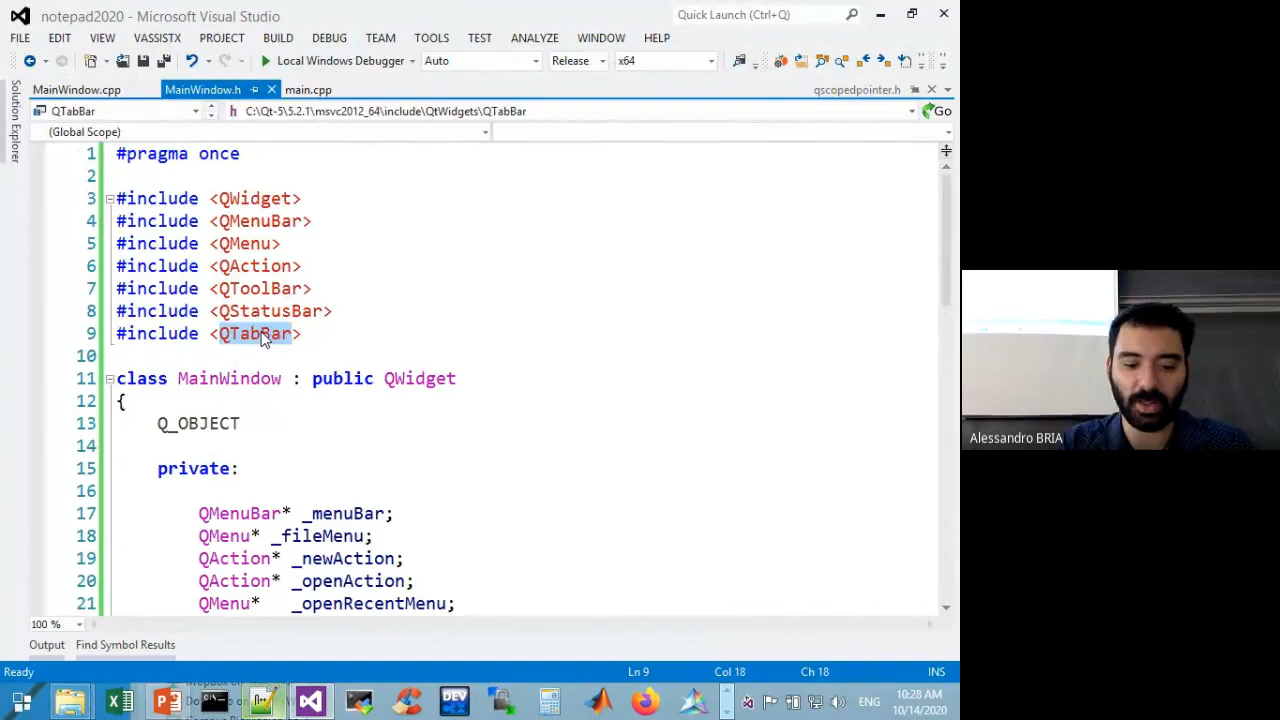 notepad2020 - Microsoft Visual Studio
Quick Launch (Ctrl+Q)
FILE EDIT VIEW VASSISTX PROJECT BUILD DEBUG TEAM TOOLS TEST ANALYZE WINDOW HELP
Local Windows Debugger Auto Release x64
MainWindow.cpp MainWindow.h main.cpp qscopedpointer.h
QTabBar C:\Qt-5\5.2.1\msvc2012_64\include\QtWidgets\QTabBar Go
(Global Scope)
Solution Explorer
1 #pragma once
2
3 #include <QWidget>
4 #include <QMenuBar>
5 #include <QMenu>
6 #include <QAction>
7 #include <QToolBar>
8 #include <QStatusBar>
9 #include <QTabBar>
10
11 class MainWindow : public QWidget
12 {
13 Q_OBJECT
14
15 private:
16
17 QMenuBar* _menuBar;
18 QMenu* _fileMenu;
19 QAction* _newAction;
20 QAction* _openAction;
21 QMenu* _openRecentMenu;
100 %
Output Find Symbol Results
Ready Ln 9 Col 18 Ch 18 INS
DEV
ENG
10:28 AM
10/14/2020
Alessandro BRIA